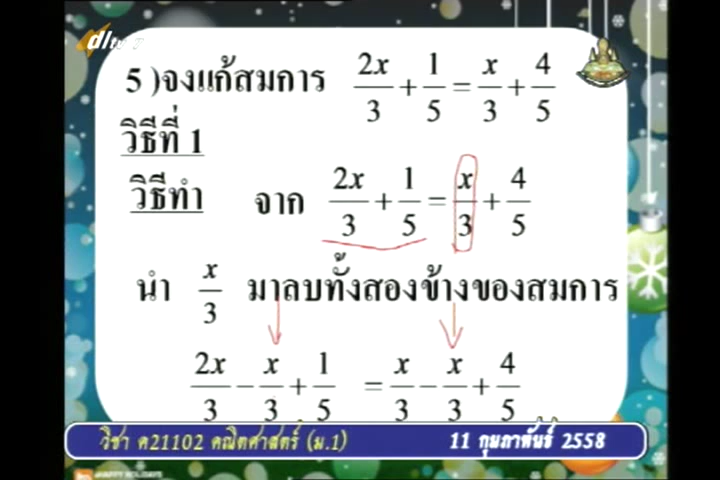 dltv 7
5 )จงแก้สมการ 2x/3 + 1/5 = x/3 + 4/5
วิธีที่ 1
วิธีทำ จาก 2x/3 + 1/5 = x/3 + 4/5
นำ x/3 มาลบทั้งสองข้างของสมการ
2x/3 − x/3 + 1/5 = x/3 − x/3 + 4/5
วิชา ค21102 คณิตศาสตร์ (ม.1) 11 กุมภาพันธ์ 2558
HAPPY HOLIDAYS